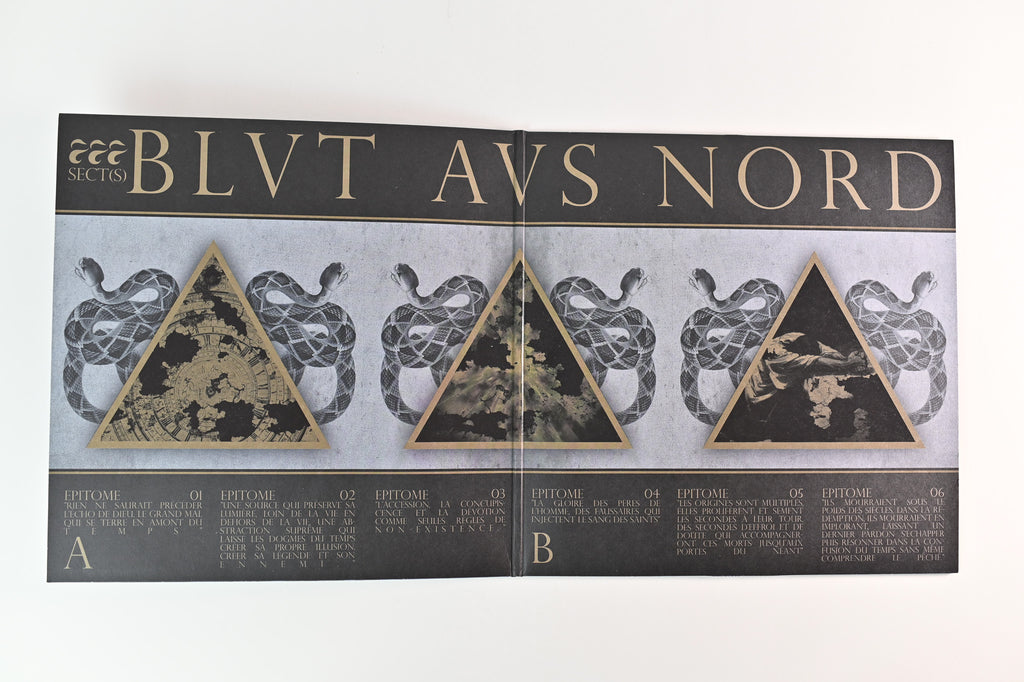 777
SECT(S)
BLVT AVS NORD
EPITOME 01
"RIEN NE SAURAIT PRÉCÉDER
L'ÉCHO DE DIEU, LE GRAND MAL
QUI SE TERRE EN AMONT DU
TEMPS"
A
EPITOME 02
"UNE SOURCE QUI PRÉSERVE SA
LUMIÈRE, LOIN DE LA VIE, EN
DEHORS DE LA VIE, UNE AB-
STRACTION SUPRÊME QUI
LAISSE LES DOGMES DU TEMPS
CRÉER SA PROPRE ILLUSION,
CRÉER SA LÉGENDE ET SON
ENNEMI"
EPITOME 03
"L'ACCESSION, LA CONCUPIS-
CENCE ET LA DÉVOTION
COMME SEULES RÈGLES DE
NON-EXISTENCE"
EPITOME 04
"LA GLOIRE DES PÈRES DE
L'HOMME, DES FAUSSAIRES QUI
INJECTENT LE SANG DES SAINTS"
B
EPITOME 05
"LES ORIGINES SONT MULTIPLES,
ELLES PROLIFÈRENT ET SÈMENT
LES SECONDES À LEUR TOUR,
DES SECONDES D'EFFROI ET DE
DOUTE QUI ACCOMPAGNER-
ONT CES MORTS JUSQU'AUX
PORTES DU NÉANT"
EPITOME 06
"ILS MOURRAIENT SOUS LE
POIDS DES SIÈCLES, DANS LA RÉ-
DEMPTION, ILS MOURRAIENT EN
IMPLORANT, LAISSANT UN
DERNIER PARDON S'ÉCHAPPER
PUIS RÉSONNER DANS LA CON-
FUSION DU TEMPS SANS MÊME
COMPRENDRE LE PÉCHÉ"